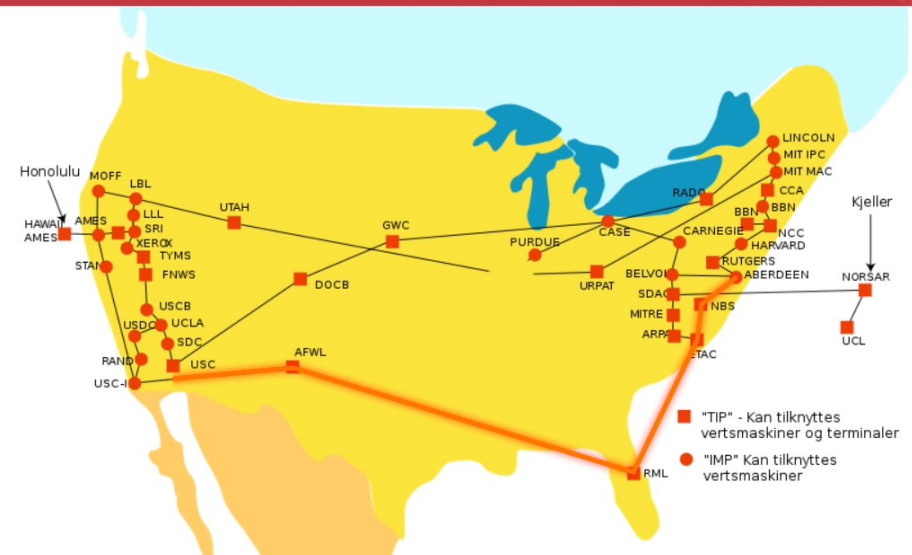 LINCOLN
MIT IPC
MIT MAC
Honolulu
MOFF
LBL
RADO
CCA
Kjeller
UTAH
BBN
BBN
LLL
AMES
HAWAI
AMES
SRI
GWC
CARNEGIE
CASE
NCC
PURDUE
HARVARD
XEROX
TYMS
STAN
FNWS
RUTGERS
BELVOI
ABERDEEN
NORSAR
DOCB
URPAT
SDAC
NBS
USCB
MITRE
USDC
UCLA
ARPA
UCL
SDC
AFWL
ETAC
RAND
USC
USC-I
"TIP" - Kan tilknyttes
vertsmaskiner og terminaler
"IMP" Kan tilknyttes
vertsmaskiner
RML